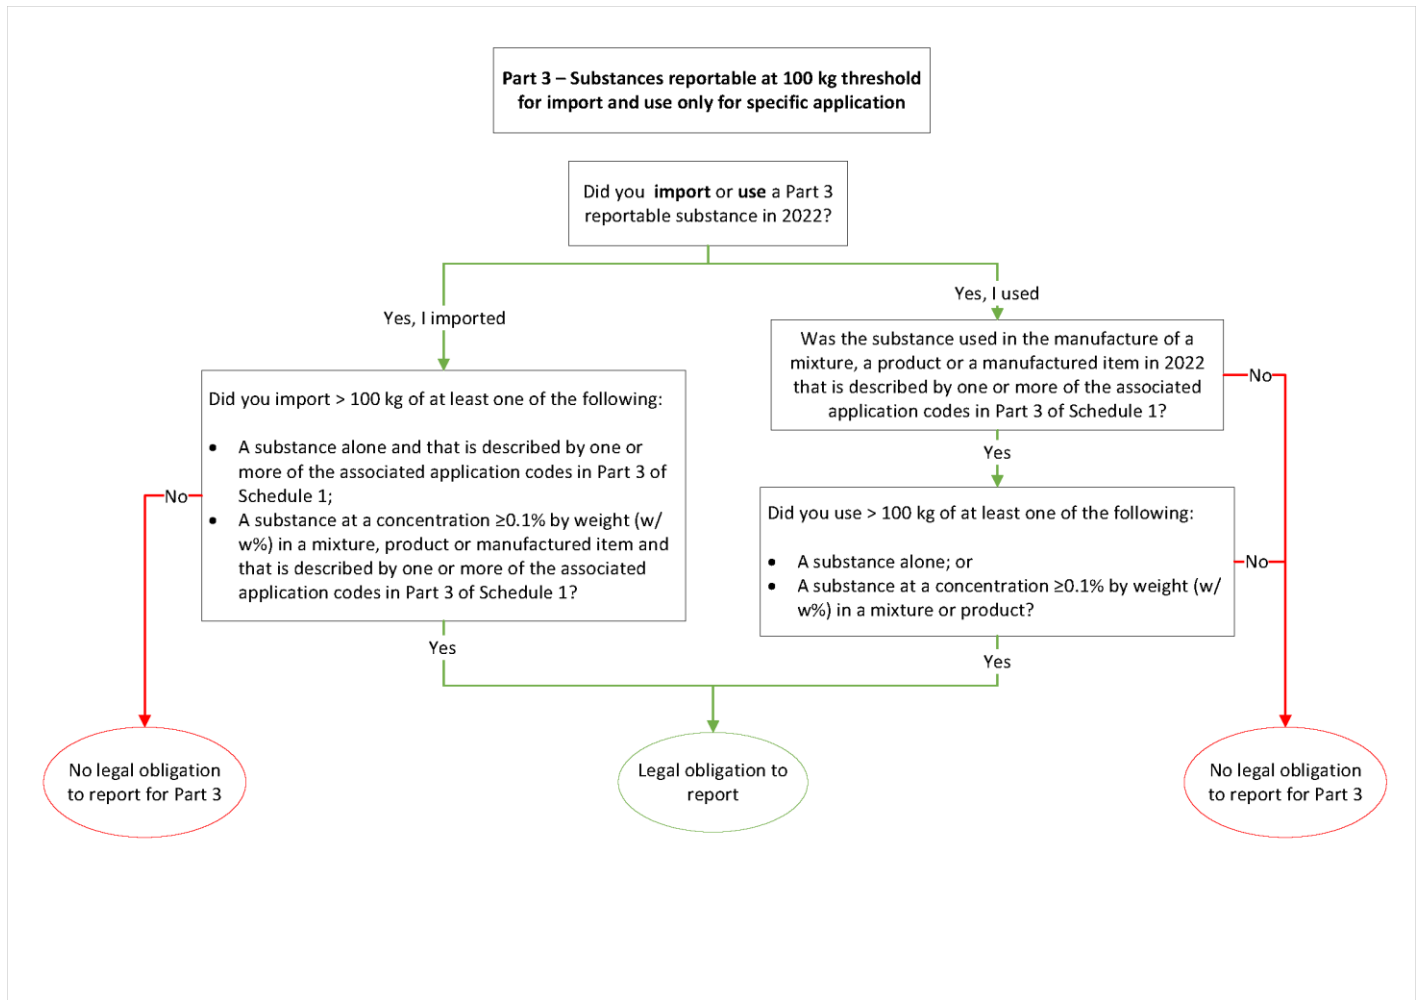 Part 3 – Substances reportable at 100 kg threshold
for import and use only for specific application
Did you import or use a Part 3
reportable substance in 2022?
Yes, I imported
Yes, I used
Did you import > 100 kg of at least one of the following:
• A substance alone and that is described by one or
more of the associated application codes in Part 3 of
Schedule 1;
• A substance at a concentration ≥0.1% by weight (w/
w%) in a mixture, product or manufactured item and
that is described by one or more of the associated
application codes in Part 3 of Schedule 1?
No
Yes
Was the substance used in the manufacture of a
mixture, a product or a manufactured item in 2022
that is described by one or more of the associated
application codes in Part 3 of Schedule 1?
No
Yes
Did you use > 100 kg of at least one of the following:
• A substance alone; or
• A substance at a concentration ≥0.1% by weight (w/
w%) in a mixture or product?
No
Yes
No legal obligation
to report for Part 3
Legal obligation to
report
No legal obligation
to report for Part 3